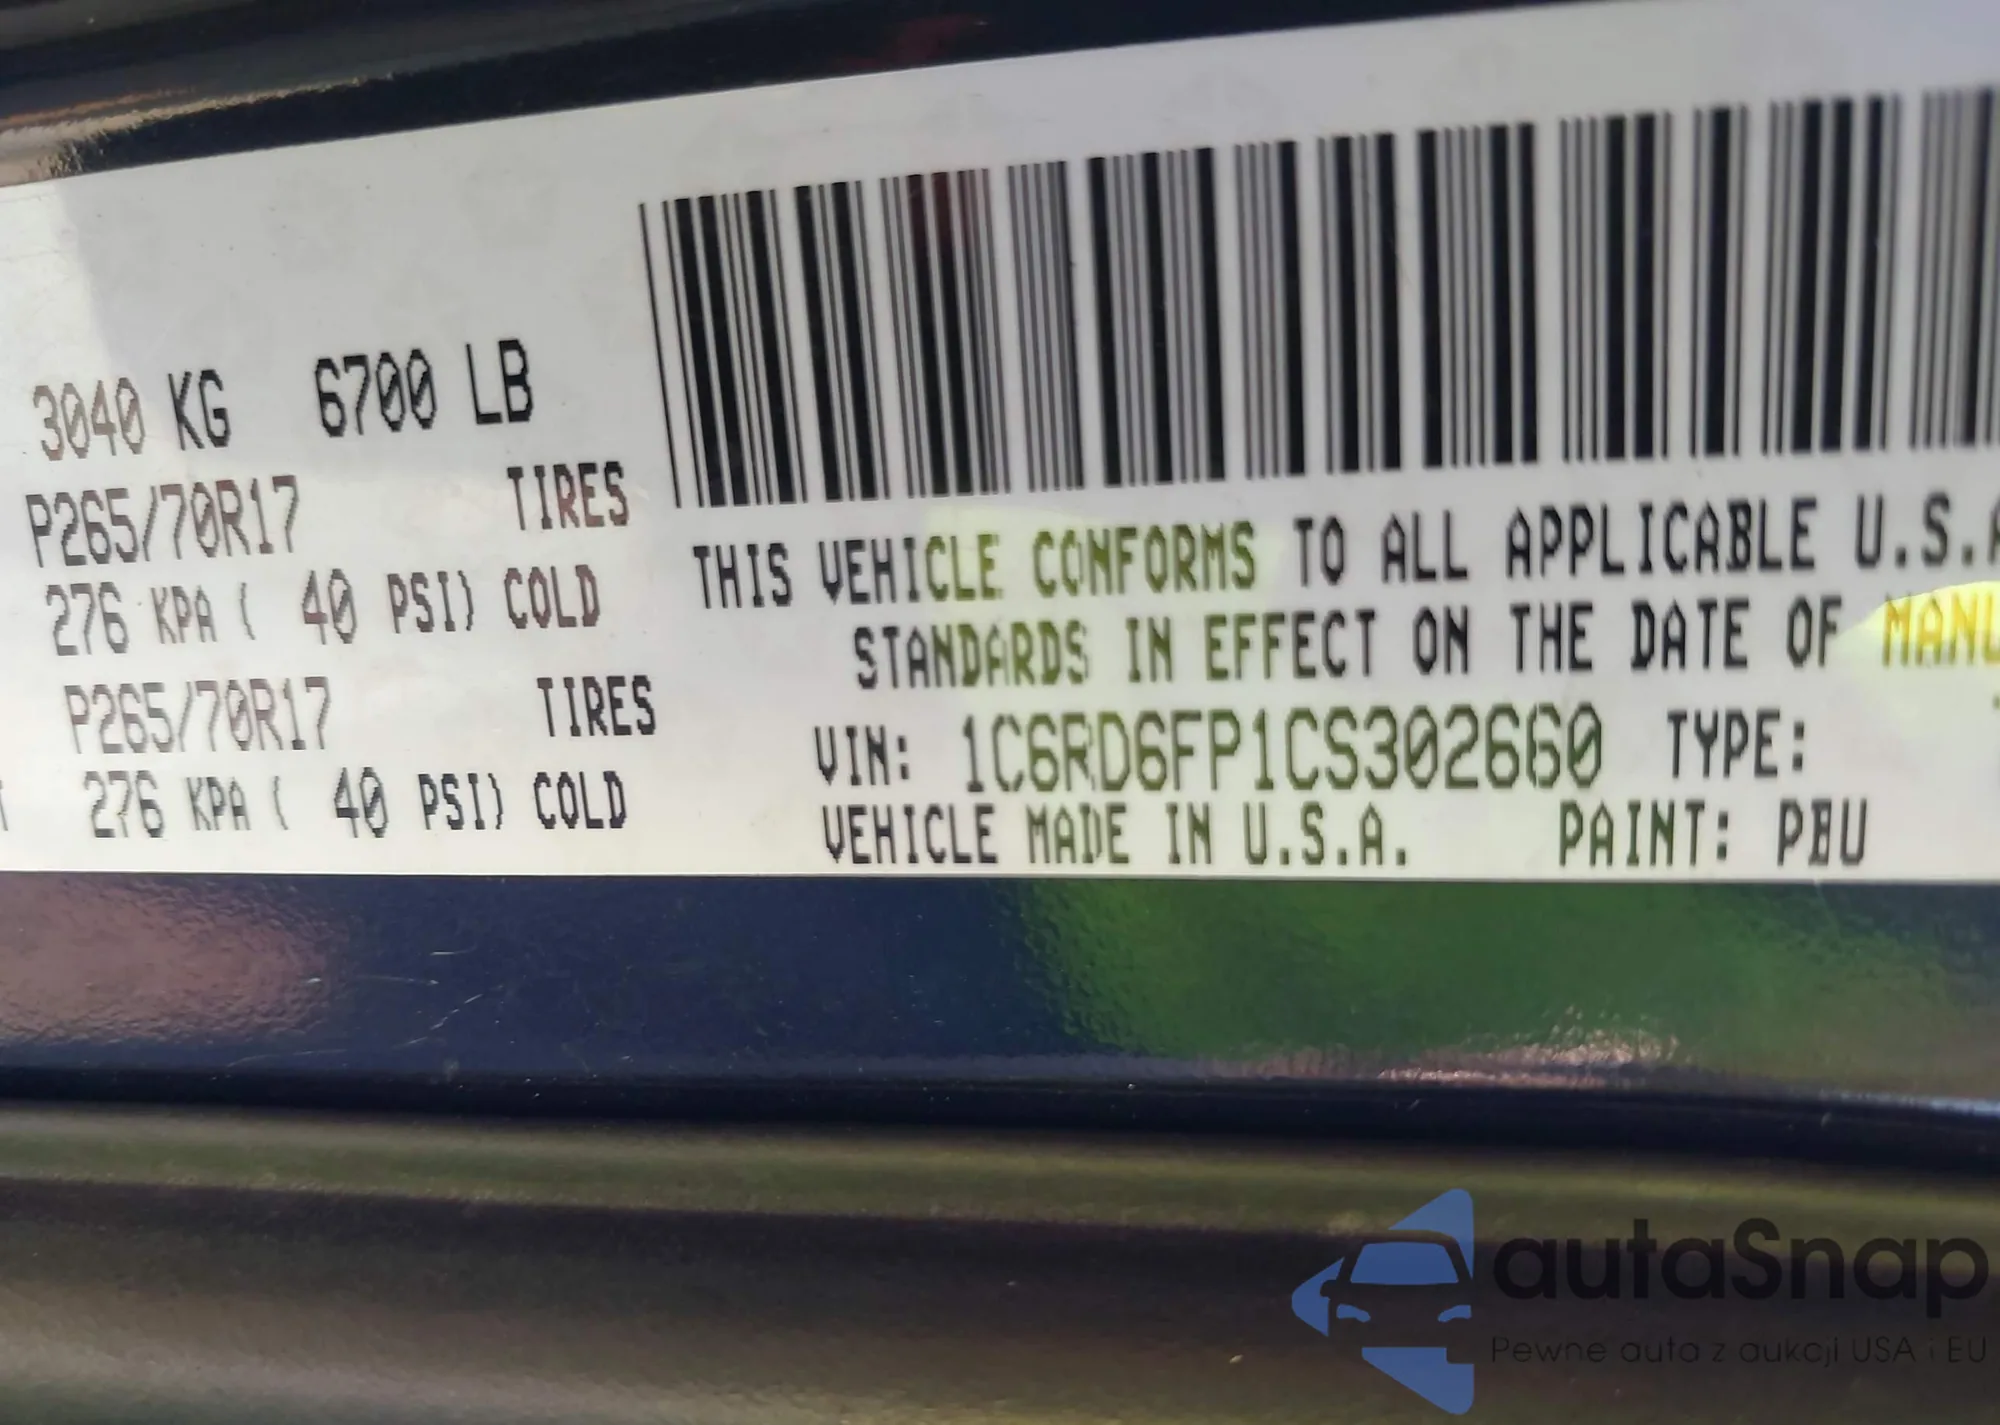 3040 KG 6700 LB
P265/70R17 TIRES
276 KPA ( 40 PSI) COLD
P265/70R17 TIRES
276 KPA ( 40 PSI) COLD
THIS VEHICLE CONFORMS TO ALL APPLICABLE U.S.A
STANDARDS IN EFFECT ON THE DATE OF MANU
VIN: 1C6RD6FP1CS302660 TYPE:
VEHICLE MADE IN U.S.A. PAINT: PBU
autaSnap
Pewne auta z aukcji USA i EU